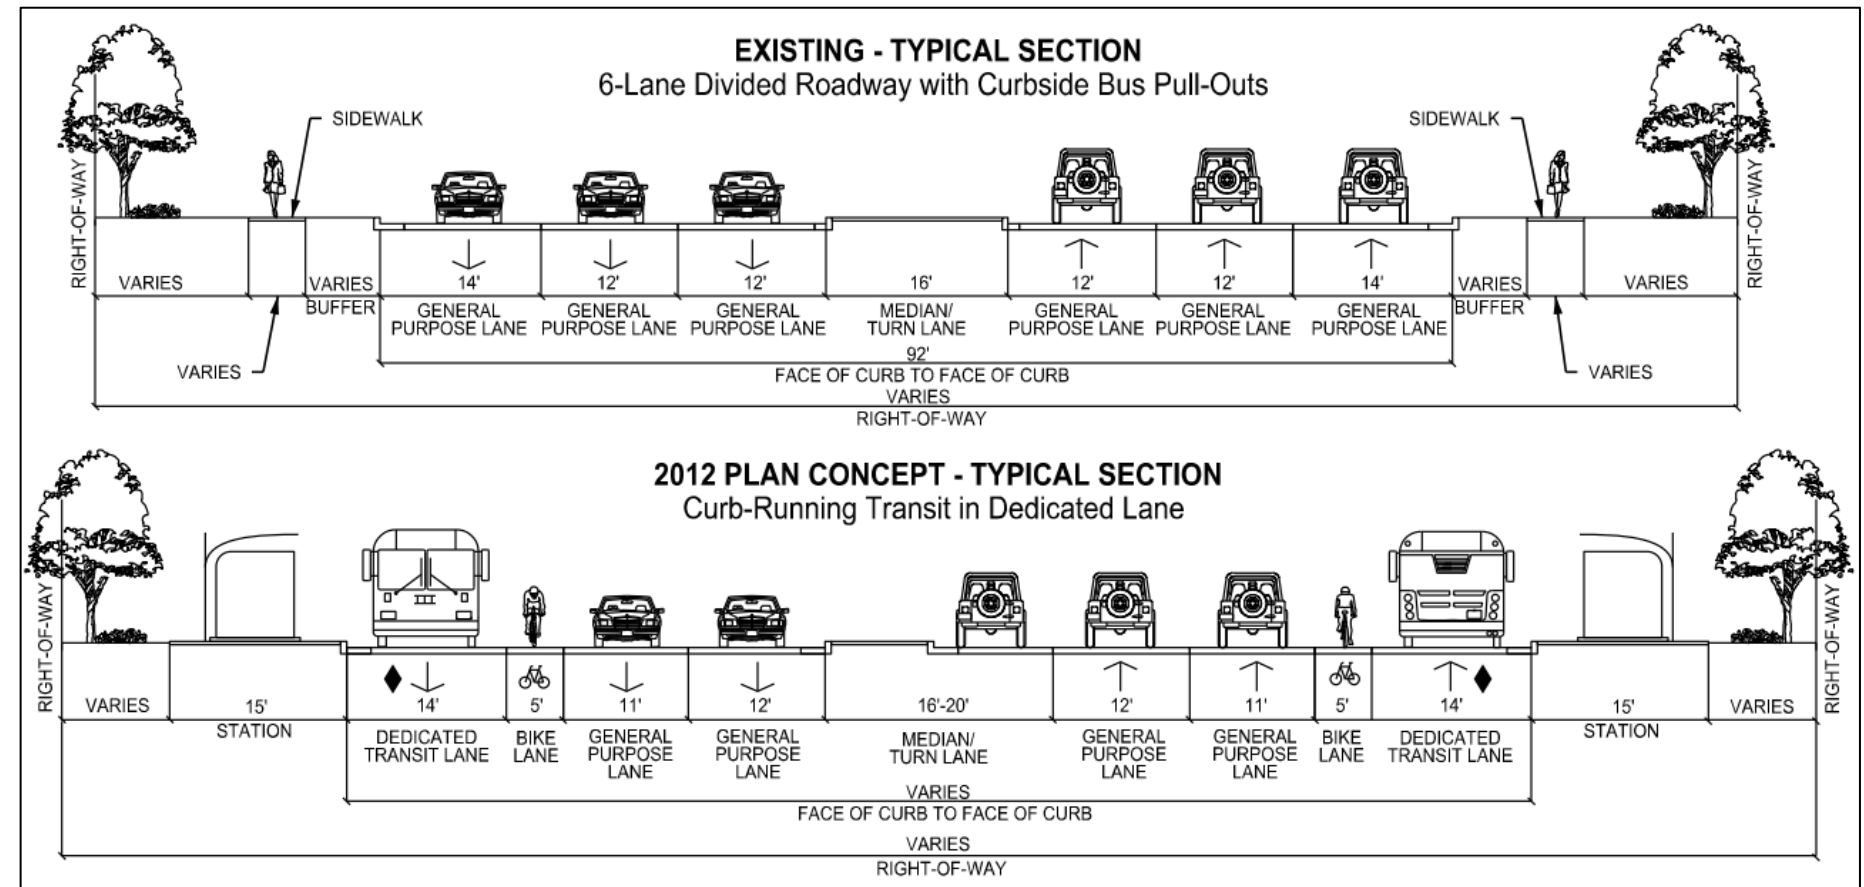 EXISTING - TYPICAL SECTION
6-Lane Divided Roadway with Curbside Bus Pull-Outs
SIDEWALK
SIDEWALK
RIGHT-OF-WAY
RIGHT-OF-WAY
VARIES
VARIES
14'
12'
12'
16'
12'
12'
14'
VARIES
VARIES
BUFFER
GENERAL
PURPOSE LANE
GENERAL
PURPOSE LANE
GENERAL
PURPOSE LANE
MEDIAN/
TURN LANE
GENERAL
PURPOSE LANE
GENERAL
PURPOSE LANE
GENERAL
PURPOSE LANE
BUFFER
92'
FACE OF CURB TO FACE OF CURB
VARIES
VARIES
VARIES
RIGHT-OF-WAY
2012 PLAN CONCEPT - TYPICAL SECTION
Curb-Running Transit in Dedicated Lane
RIGHT-OF-WAY
RIGHT-OF-WAY
VARIES
15'
14'
5'
11'
12'
16'-20'
12'
11'
5'
14'
15'
VARIES
STATION
DEDICATED
TRANSIT LANE
BIKE
LANE
GENERAL
PURPOSE
LANE
GENERAL
PURPOSE
LANE
MEDIAN/
TURN LANE
GENERAL
PURPOSE
LANE
GENERAL
PURPOSE
LANE
BIKE
LANE
DEDICATED
TRANSIT LANE
STATION
VARIES
FACE OF CURB TO FACE OF CURB
VARIES
RIGHT-OF-WAY